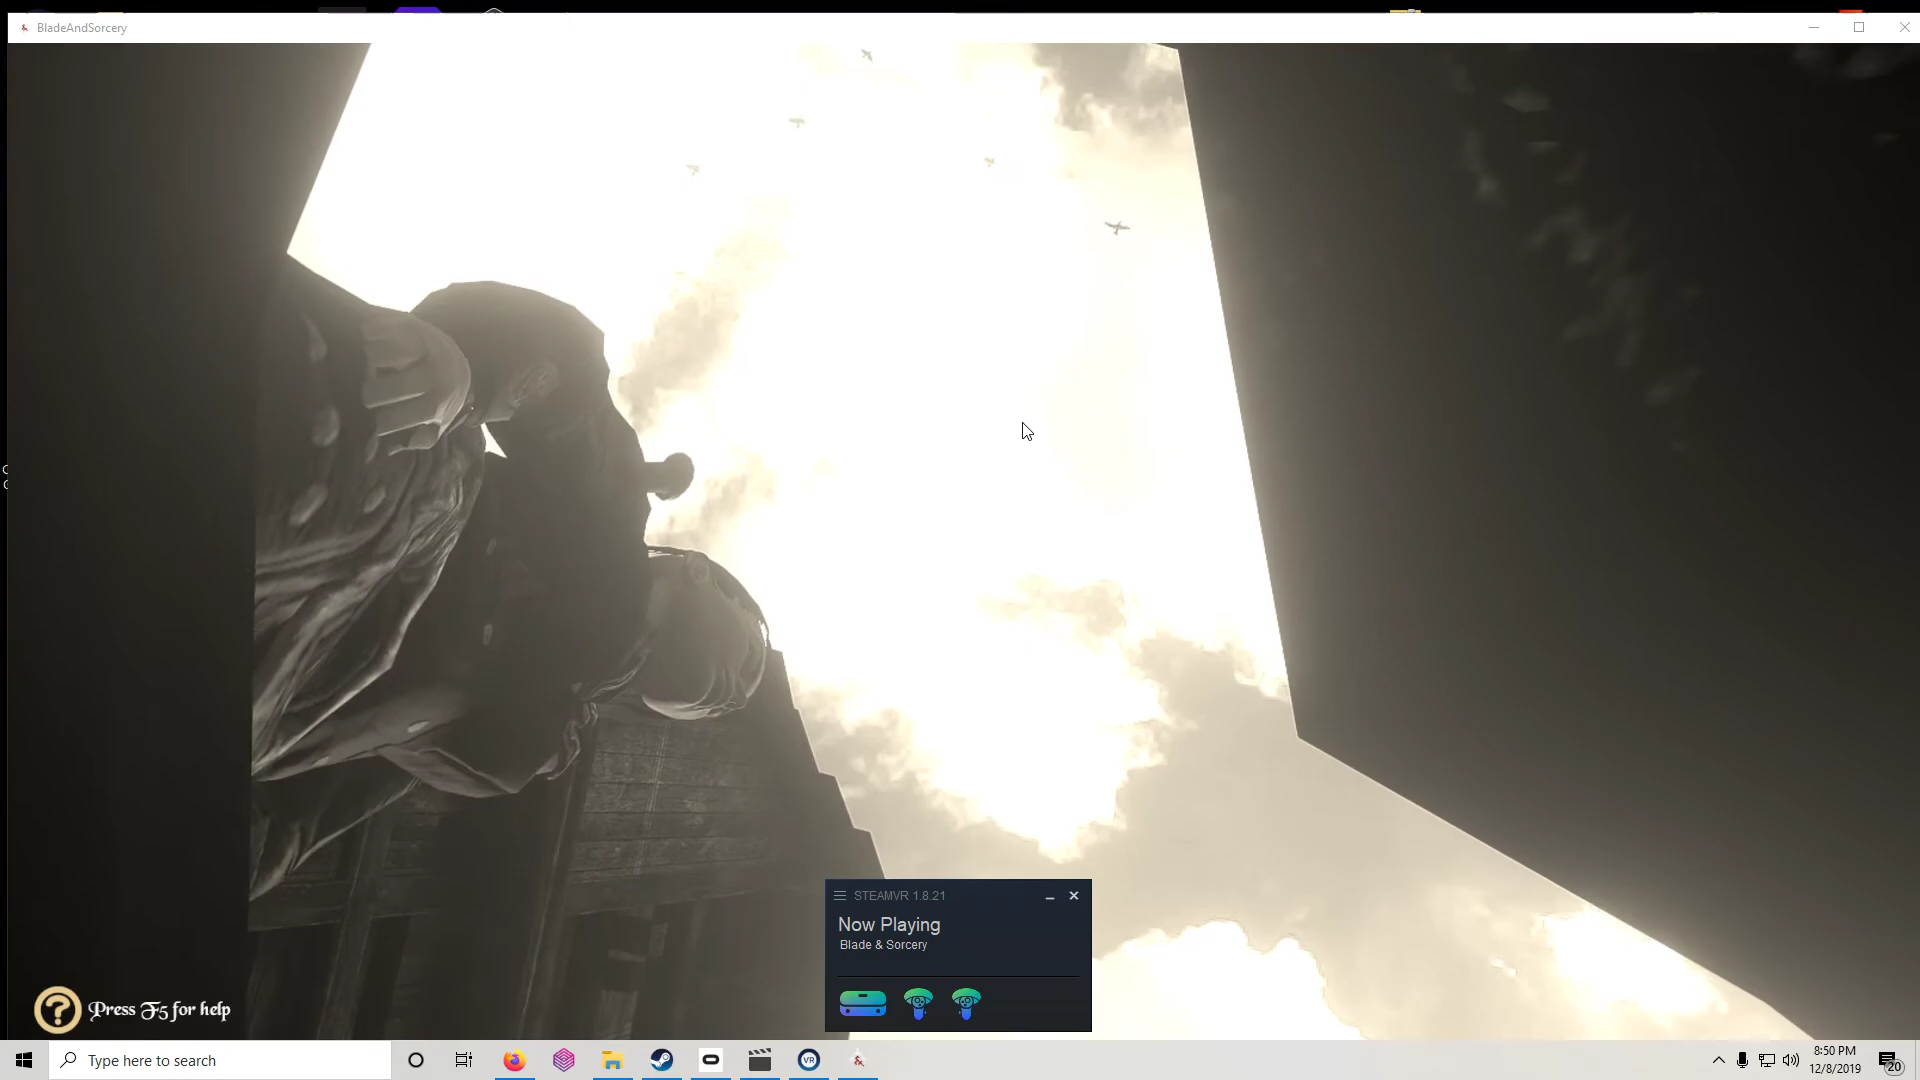 BladeAndSorcery
STEAMVR 1.8.21
Now Playing
Blade & Sorcery
? Press F5 for help
Type here to search
VR
8:50 PM
12/8/2019
20